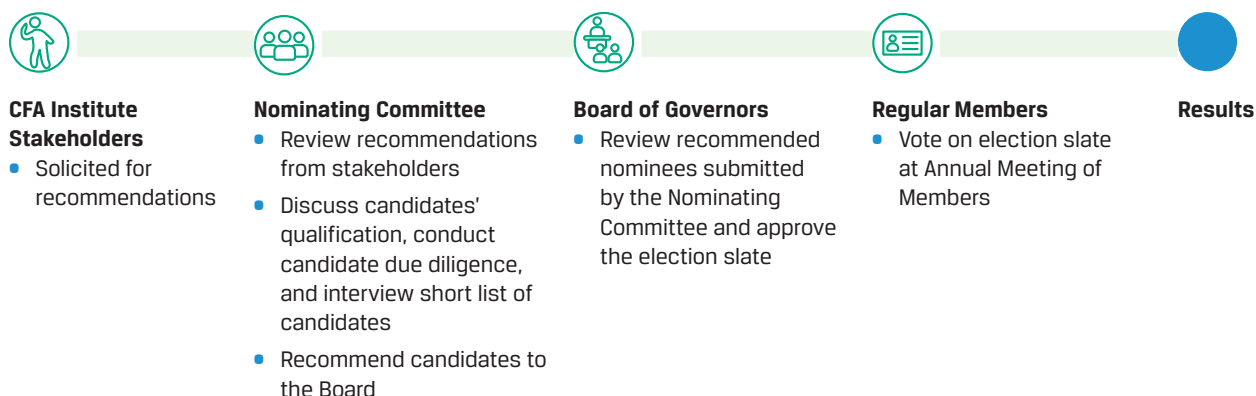 CFA Institute
Stakeholders
• Solicited for
recommendations
Nominating Committee
• Review recommendations
from stakeholders
• Discuss candidates’
qualification, conduct
candidate due diligence,
and interview short list of
candidates
• Recommend candidates to
the Board
Board of Governors
• Review recommended
nominees submitted
by the Nominating
Committee and approve
the election slate
Regular Members
• Vote on election slate
at Annual Meeting of
Members
Results